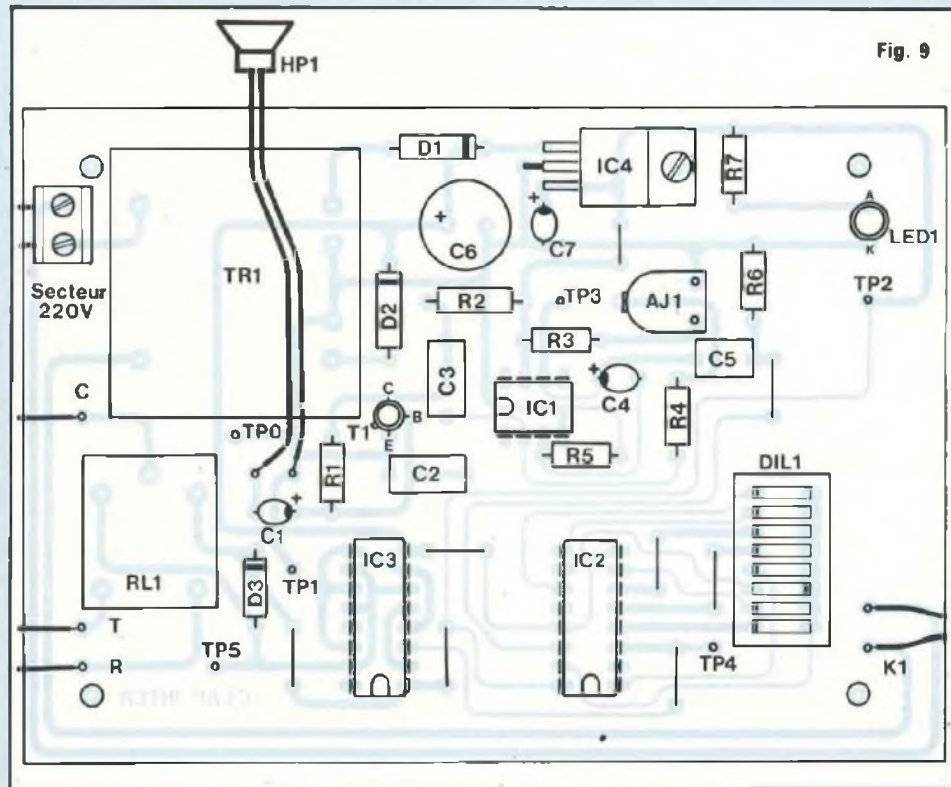 Fig. 9
HP1
D1
IC4
R7
A
LED1
K
+
C6
+
C7
Secteur
220V
TR1
D2
R2
TP3
AJ1
R6
TP2
R3
C
C3
C
T1
B
E
IC1
+
C4
C5
R4
TP0
R1
C2
R5
DIL1
+
C1
IC3
IC2
RL1
D3
TP1
T
R
TP5
TP4
K1
CLAP INTER